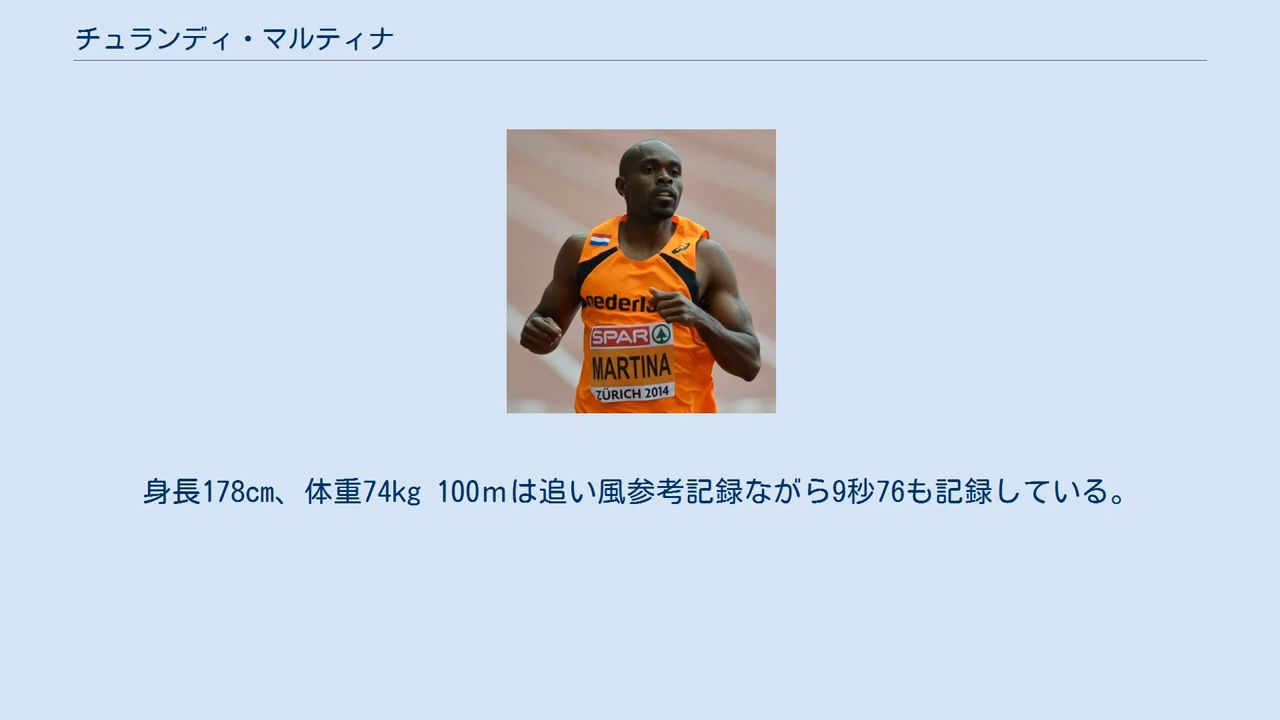 チュランディ・マルティナ
nederla
SPAR
MARTINA
ZÜRICH 2014
身長178cm、体重74kg 100ｍは追い風参考記録ながら9秒76も記録している。